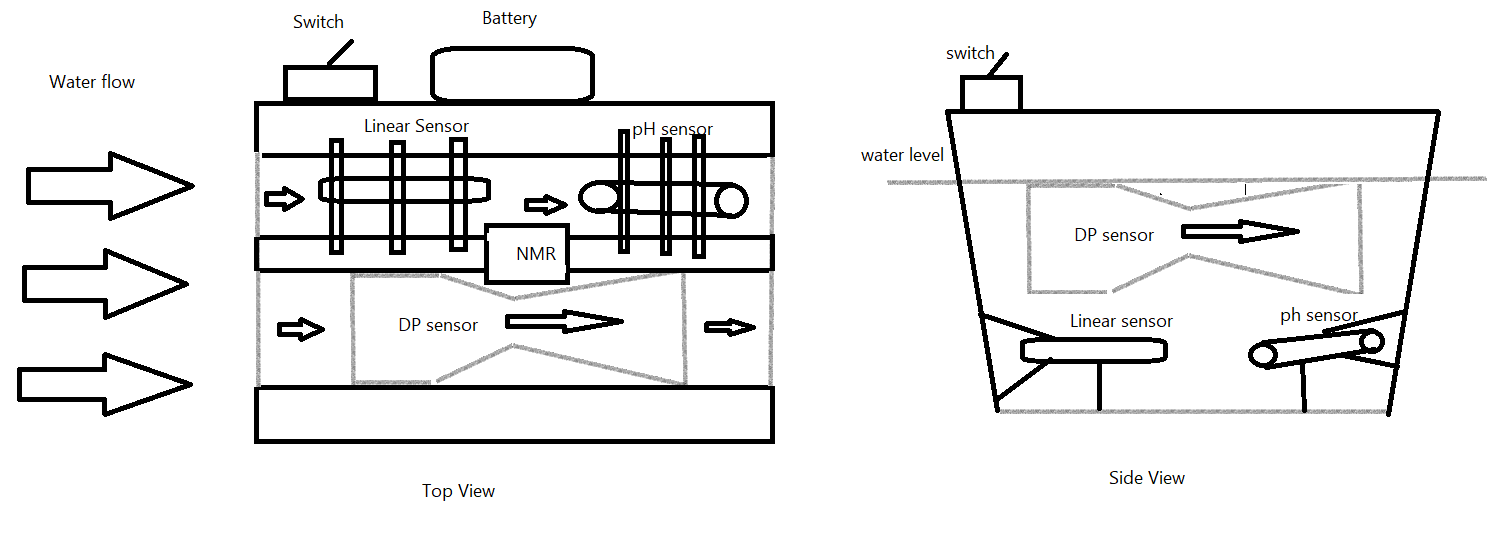 Switch
Battery
Water flow
Linear Sensor
pH sensor
NMR
DP sensor
Top View
switch
water level
DP sensor
Linear sensor
ph sensor
Side View